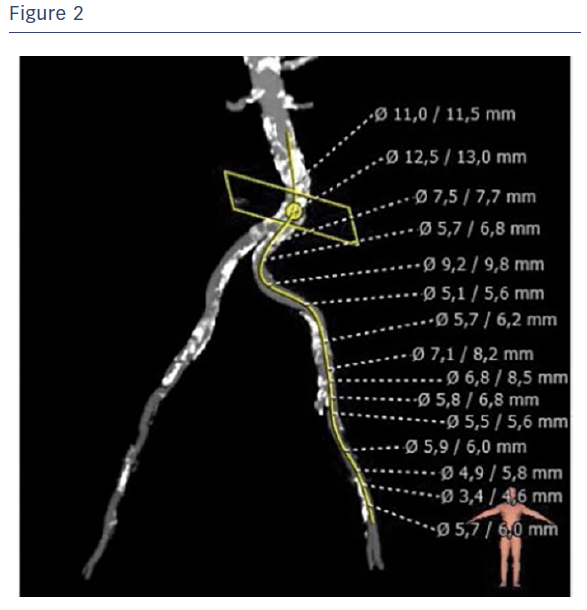 Figure 2
Ø 11,0 / 11,5 mm
Ø 12,5 / 13,0 mm
Ø 7,5 / 7,7 mm
Ø 5,7 / 6,8 mm
Ø 9,2 / 9,8 mm
Ø 5,1 / 5,6 mm
Ø 5,7 / 6,2 mm
Ø 7,1 / 8,2 mm
Ø 6,8 / 8,5 mm
Ø 5,8 / 6,8 mm
Ø 5,5 / 5,6 mm
Ø 5,9 / 6,0 mm
Ø 4,9 / 5,8 mm
Ø 3,4 / 4,6 mm
Ø 5,7 / 6,0 mm